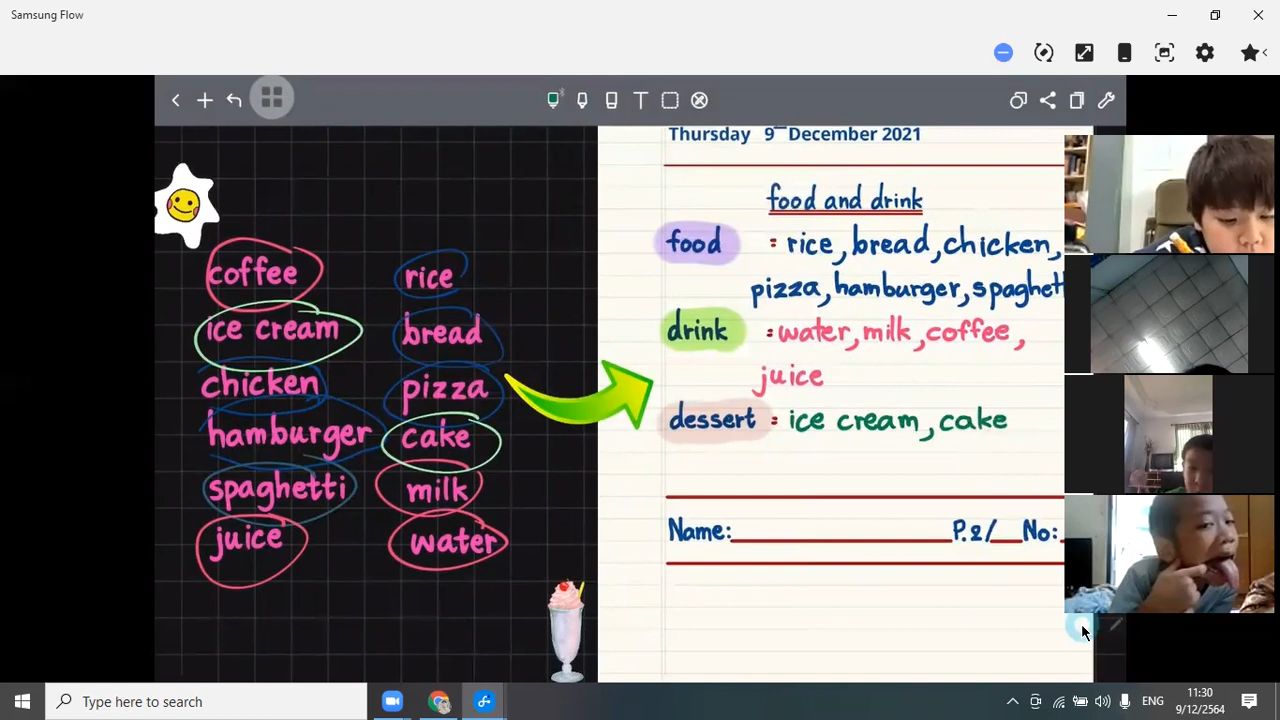 Samsung Flow
Thursday 9 December 2021
food and drink
food : rice, bread, chicken,
pizza, hamburger, spaghett
drink : water, milk, coffee,
juice
dessert : ice cream, cake
Name: P.2/ No:
coffee
ice cream
chicken
hamburger
spaghetti
juice
rice
bread
pizza
cake
milk
water
Type here to search
ENG
11:30
9/12/2564